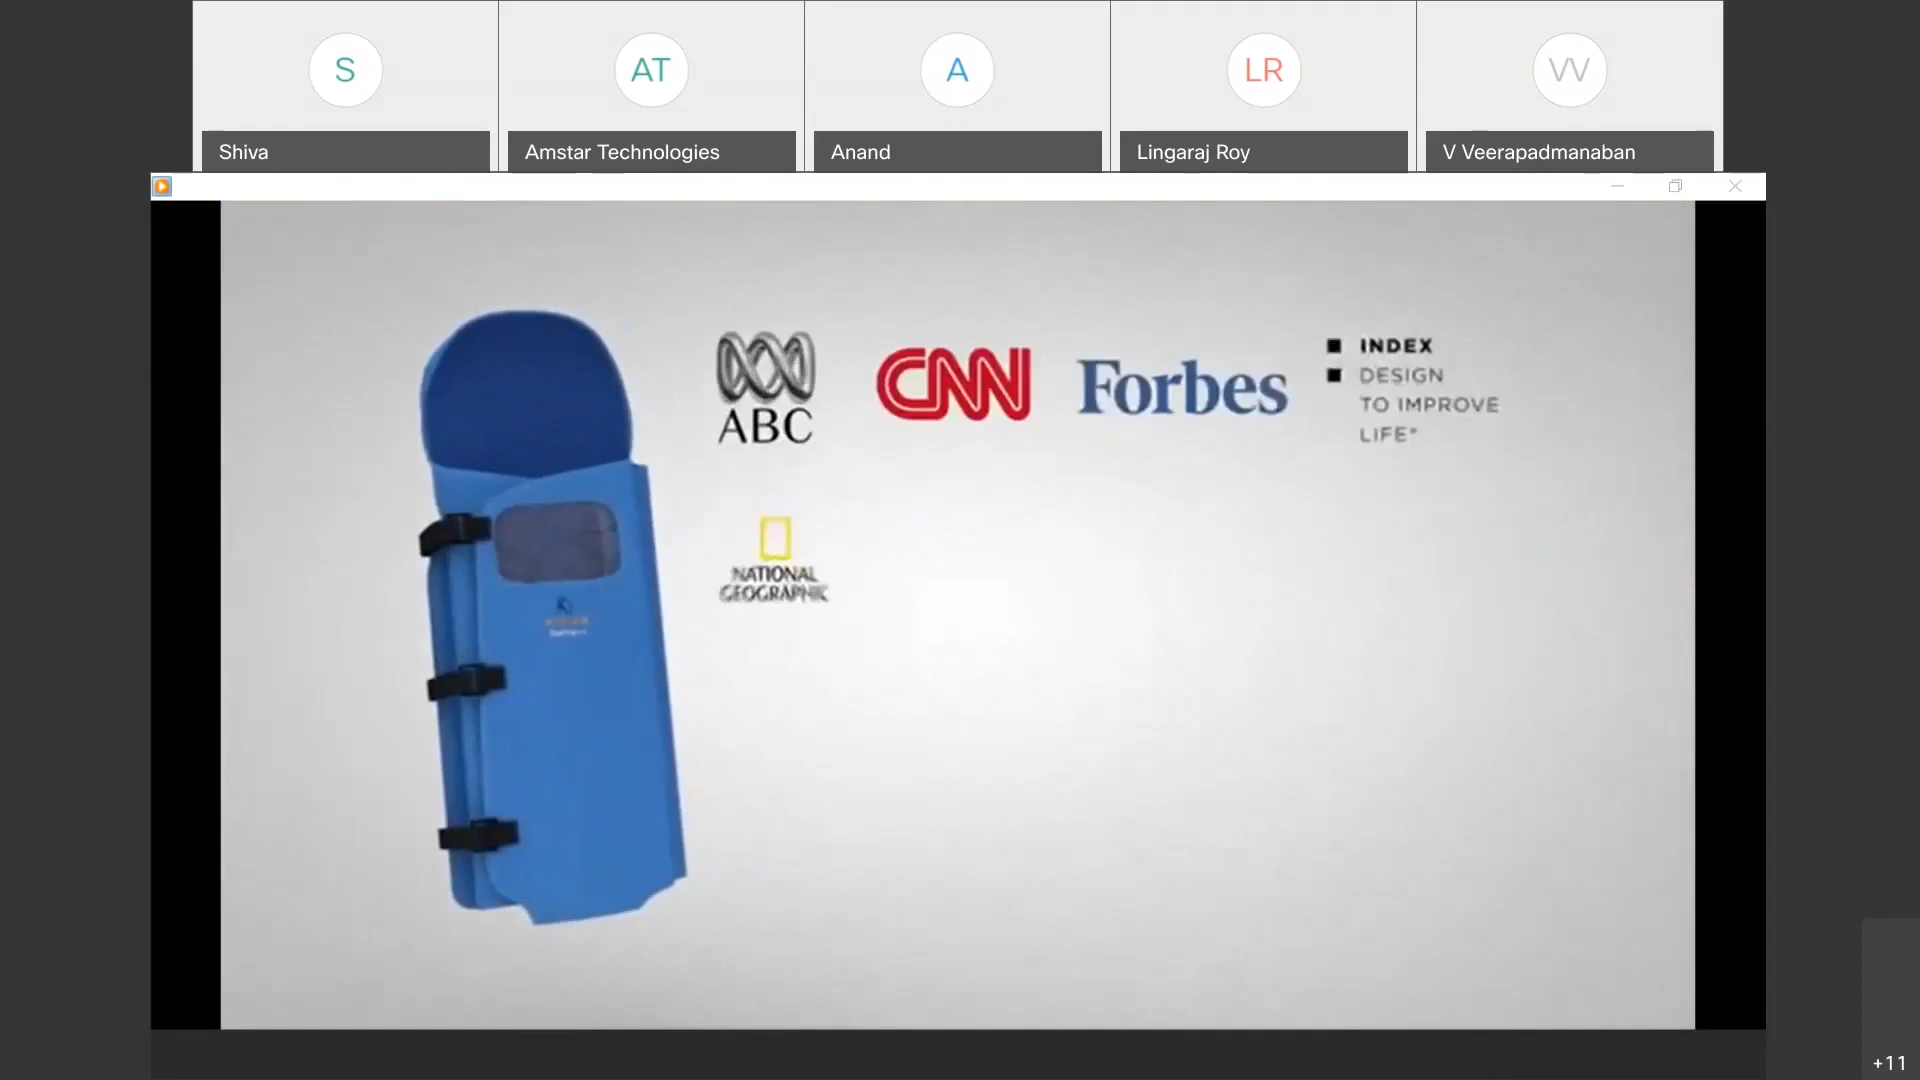 S
AT
A
LR
VV
Shiva
Amstar Technologies
Anand
Lingaraj Roy
V Veerapadmanaban
ABC
CNN
Forbes
INDEX
DESIGN
TO IMPROVE
LIFE®
NATIONAL
GEOGRAPHIC
+11